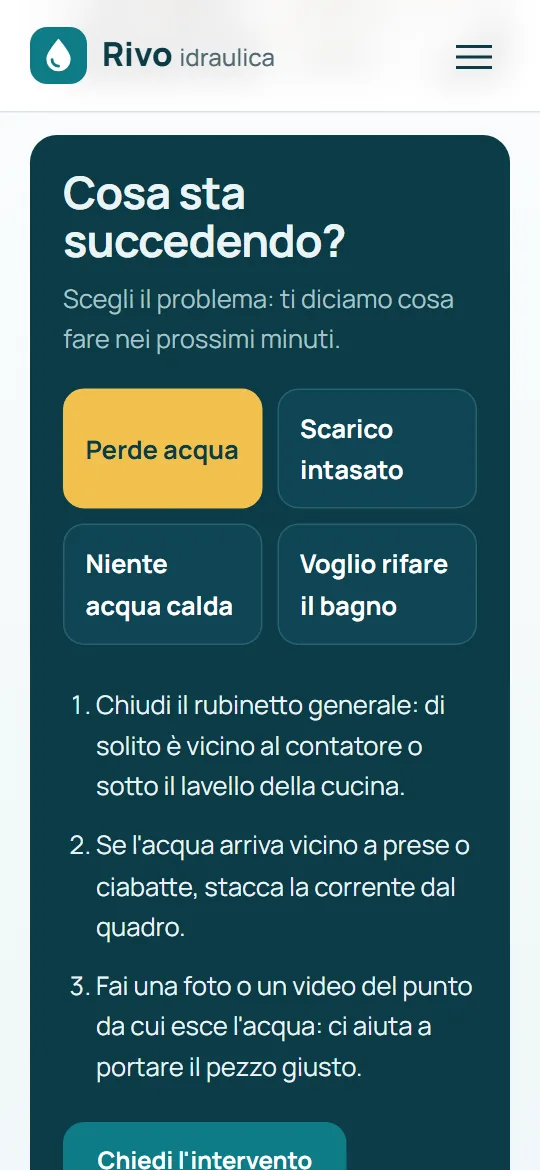 Rivo idraulica
Cosa sta
succedendo?
Scegli il problema: ti diciamo cosa
fare nei prossimi minuti.
Perde acqua
Scarico
intasato
Niente
acqua calda
Voglio rifare
il bagno
1. Chiudi il rubinetto generale: di
solito è vicino al contatore o
sotto il lavello della cucina.
2. Se l'acqua arriva vicino a prese o
ciabatte, stacca la corrente dal
quadro.
3. Fai una foto o un video del punto
da cui esce l'acqua: ci aiuta a
portare il pezzo giusto.
Chiedi l'intervento